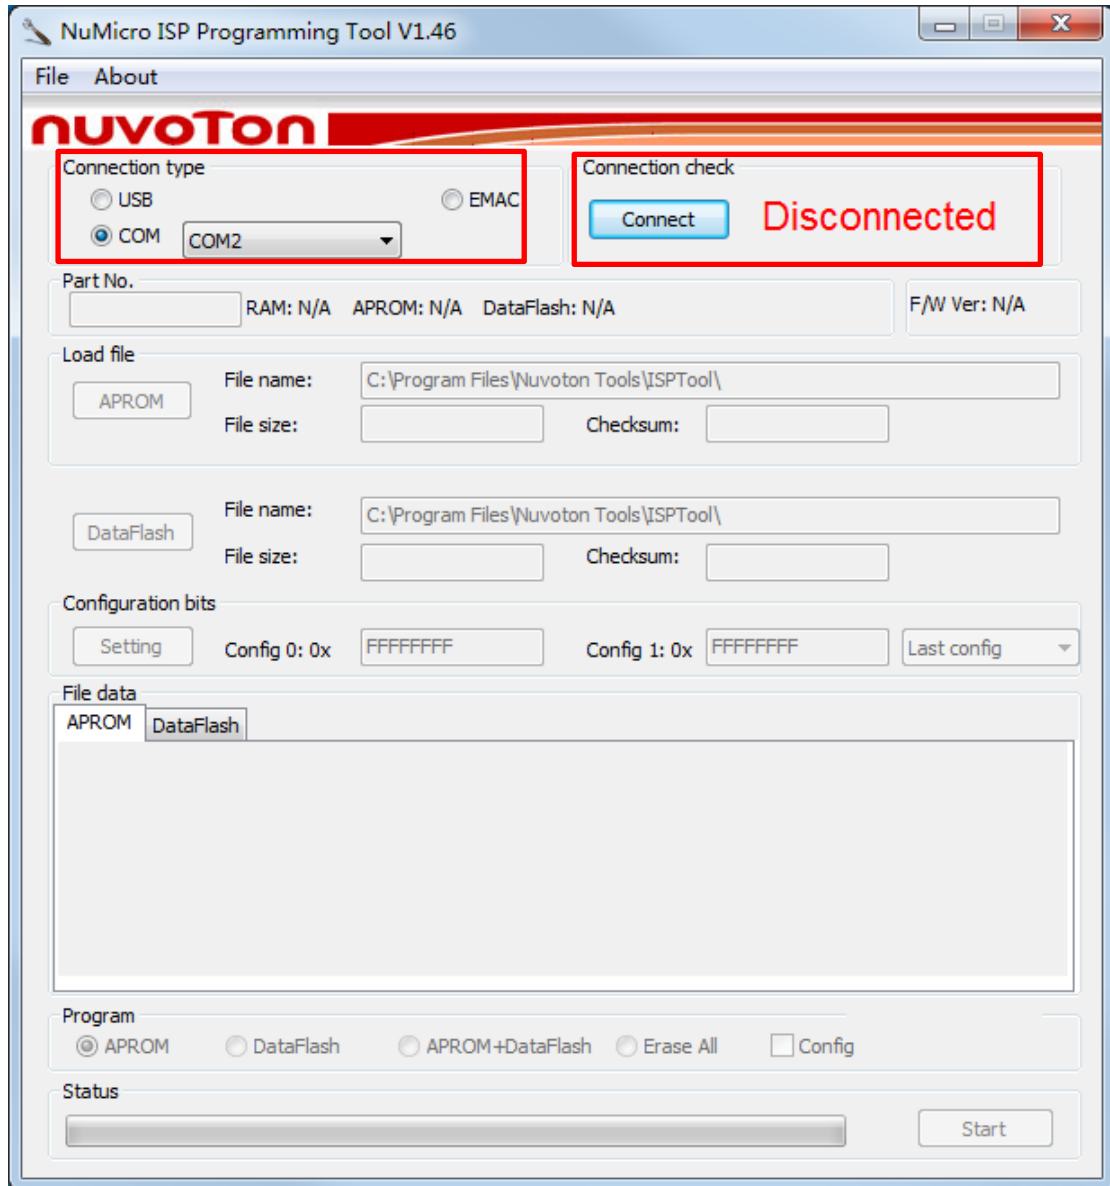 NuMicro ISP Programming Tool V1.46
File About
nuvoTon
Connection type
Connection check
USB
EMAC
COM
COM2
Connect
Disconnected
Part No.
RAM: N/A APROM: N/A DataFlash: N/A
F/W Ver: N/A
Load file
APROM
File name:
C:\Program Files\Nuvoton Tools\ISPTool\
File size:
Checksum:
DataFlash
File name:
C:\Program Files\Nuvoton Tools\ISPTool\
File size:
Checksum:
Configuration bits
Setting
Config 0: 0x
FFFFFFFF
Config 1: 0x
FFFFFFFF
Last config
File data
APROM DataFlash
Program
APROM DataFlash APROM+DataFlash Erase All Config
Status
Start